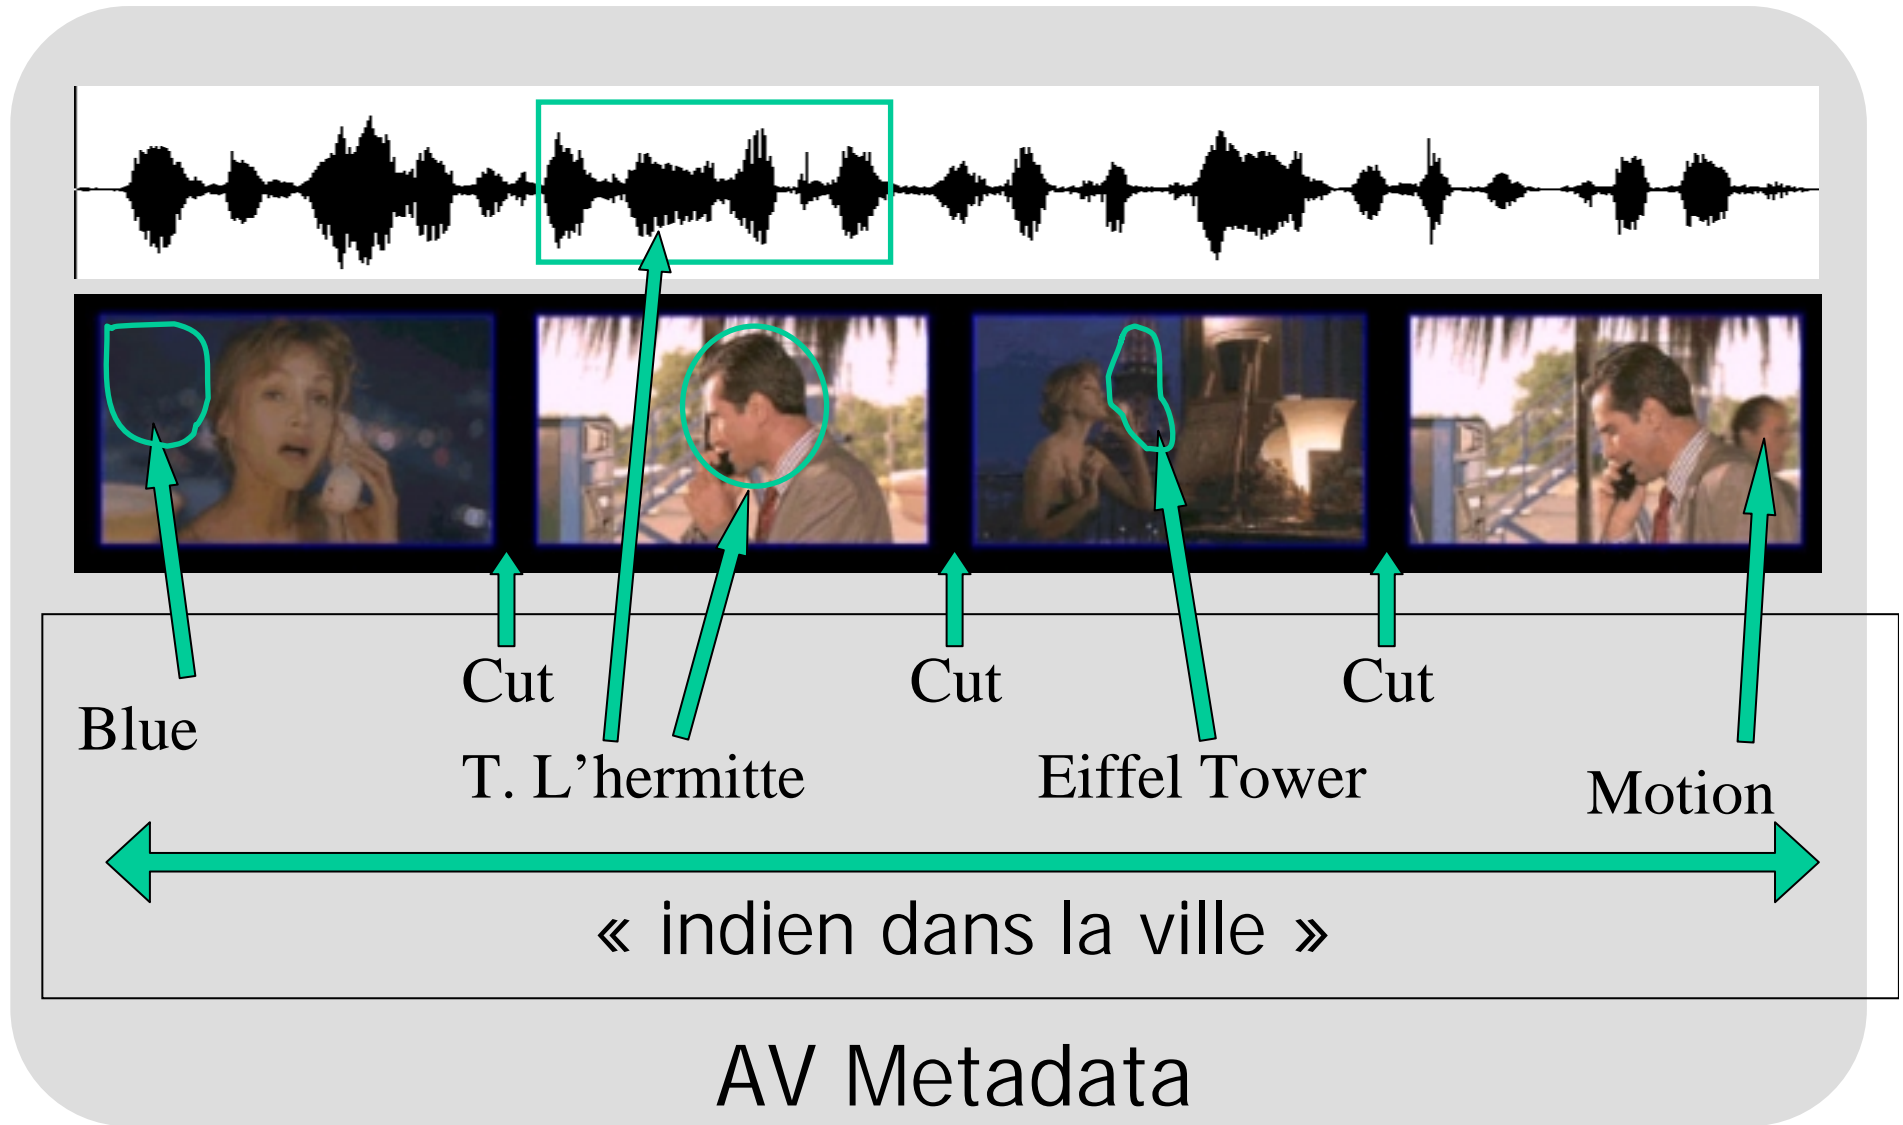 Cut Cut Cut
Blue
T. L’hermitte Eiffel Tower
Motion
« indien dans la ville »
AV Metadata